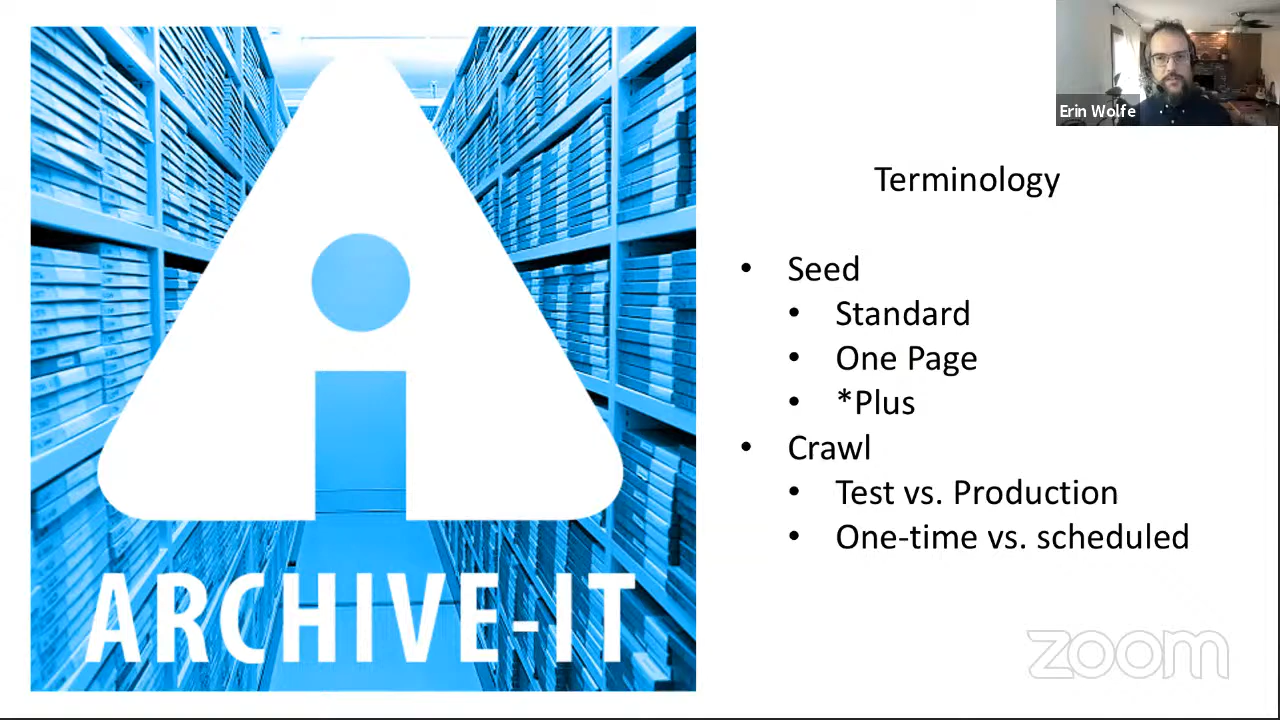 Erin Wolfe
Terminology
• Seed
• Standard
• One Page
• *Plus
• Crawl
• Test vs. Production
• One-time vs. scheduled
ARCHIVE-IT
zoom